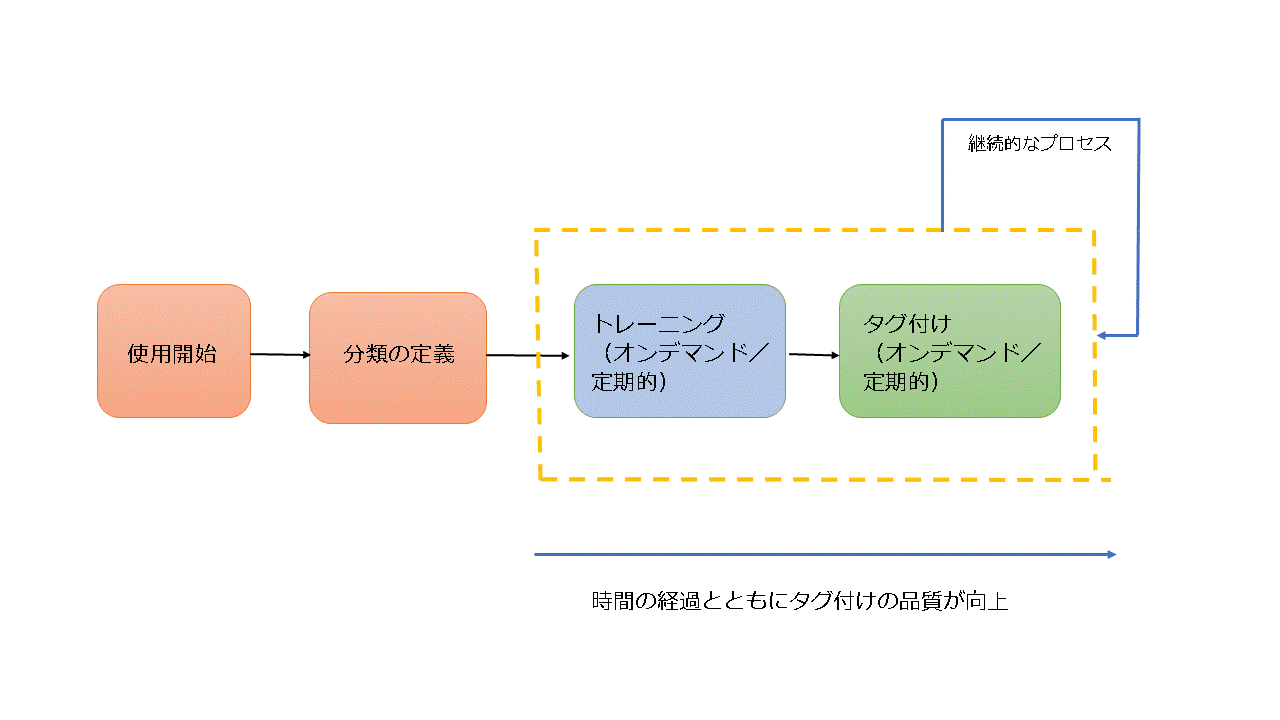 継続的なプロセス
使用開始
分類の定義
トレーニング
（オンデマンド／
定期的）
タグ付け
（オンデマンド／
定期的）
時間の経過とともにタグ付けの品質が向上